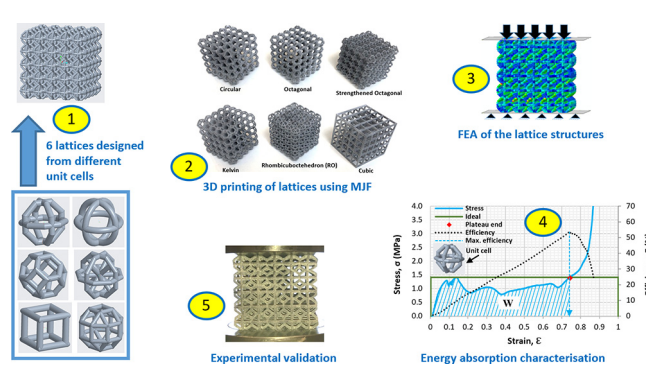 1
6 lattices designed
from different
unit cells
Circular
Octagonal
Strengthened Octagonal
Kelvin
Rhombicuboctehedron (RO)
Cubic
2
3D printing of lattices using MJF
3
FEA of the lattice structures
5
Experimental validation
4
Stress
Ideal
Plateau end
Efficiency
Max. efficiency
Unit cell
W
Stress, σ (MPa)
4.0
3.5
3.0
2.5
2.0
1.5
1.0
0.5
0.0
0 0.1 0.2 0.3 0.4 0.5 0.6 0.7 0.8 0.9 1
70
60
50
40
30
20
10
0
Strain, Ɛ
Energy absorption characterisation